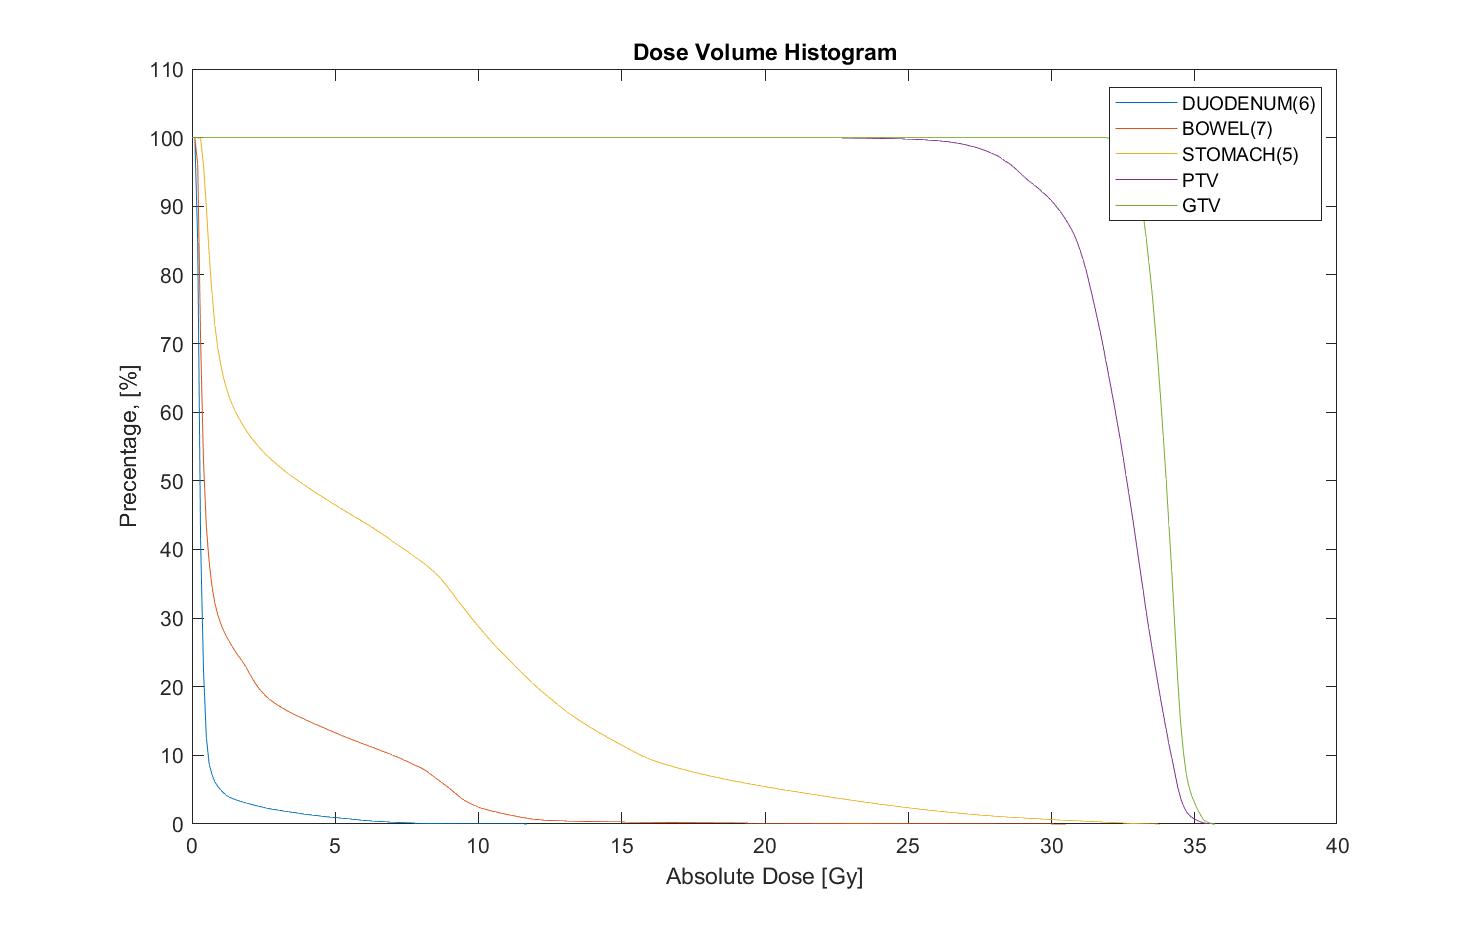 Dose Volume Histogram
110
100
90
80
70
60
50
40
30
20
10
0
Precentage, [%]
0 5 10 15 20 25 30 35 40
Absolute Dose [Gy]
DUODENUM(6)
BOWEL(7)
STOMACH(5)
PTV
GTV